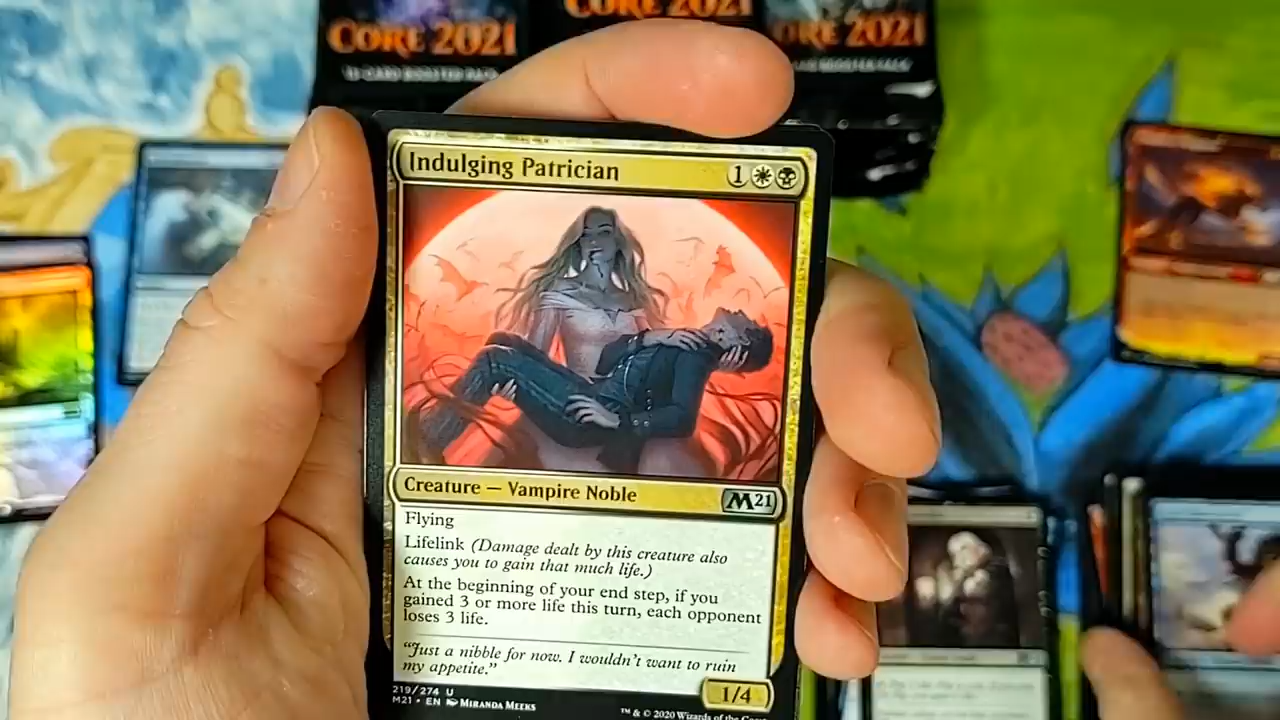 CORE 2021
CORE 2021
CORE 2021
Indulging Patrician
1
Creature — Vampire Noble
M21
Flying
Lifelink (Damage dealt by this creature also
causes you to gain that much life.)
At the beginning of your end step, if you
gained 3 or more life this turn, each opponent
loses 3 life.
"Just a nibble for now. I wouldn't want to ruin
my appetite."
1/4
219/274 U
M21 • EN MIRANDA MEEKS
™ & © 2020 Wizards of the